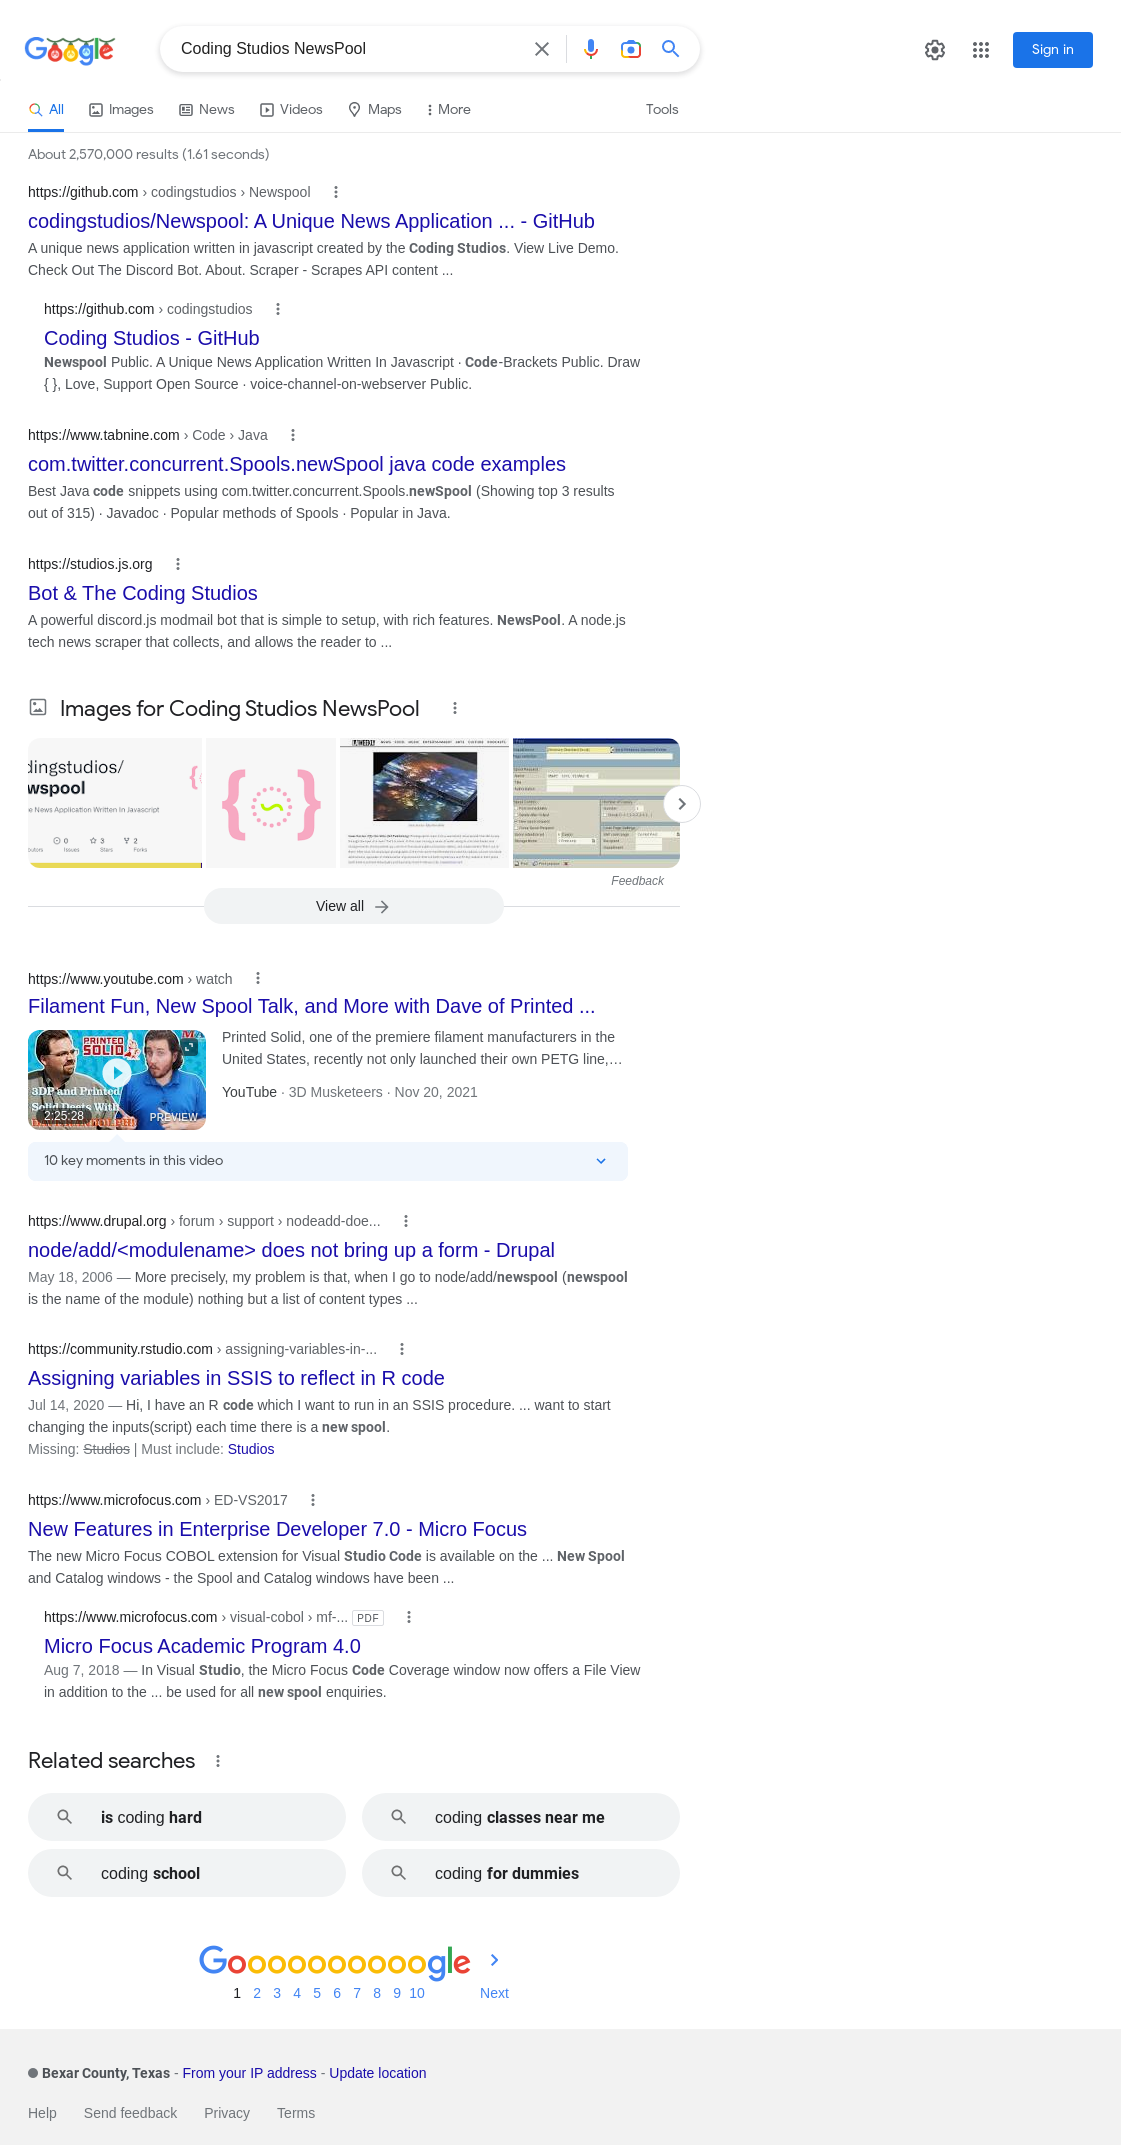 Google
Coding Studios NewsPool
Sign in
All
Images
News
Videos
Maps
More
Tools
About 2,570,000 results (1.61 seconds)
https://github.com › codingstudios › Newspool
codingstudios/Newspool: A Unique News Application ... - GitHub
A unique news application written in javascript created by the Coding Studios. View Live Demo.
Check Out The Discord Bot. About. Scraper - Scrapes API content ...
https://github.com › codingstudios
Coding Studios - GitHub
Newspool Public. A Unique News Application Written In Javascript · Code-Brackets Public. Draw
{ }, Love, Support Open Source · voice-channel-on-webserver Public.
https://www.tabnine.com › Code › Java
com.twitter.concurrent.Spools.newSpool java code examples
Best Java code snippets using com.twitter.concurrent.Spools.newSpool (Showing top 3 results
out of 315) · Javadoc · Popular methods of Spools · Popular in Java.
https://studios.js.org
Bot & The Coding Studios
A powerful discord.js modmail bot that is simple to setup, with rich features. NewsPool. A node.js
tech news scraper that collects, and allows the reader to ...
Images for Coding Studios NewsPool
dingstudios/
wspool
e News Application Written In Javascript
0
3
2
Issues
Stars
Forks
Feedback
View all
https://www.youtube.com › watch
Filament Fun, New Spool Talk, and More with Dave of Printed ...
PRINTED
SOLID
3DP and Printed
Solid Deets With
2:25:28
PREVIEW
Printed Solid, one of the premiere filament manufacturers in the
United States, recently not only launched their own PETG line,...
YouTube · 3D Musketeers · Nov 20, 2021
10 key moments in this video
https://www.drupal.org › forum › support › nodeadd-doe...
node/add/<modulename> does not bring up a form - Drupal
May 18, 2006 — More precisely, my problem is that, when I go to node/add/newspool (newspool
is the name of the module) nothing but a list of content types ...
https://community.rstudio.com › assigning-variables-in-...
Assigning variables in SSIS to reflect in R code
Jul 14, 2020 — Hi, I have an R code which I want to run in an SSIS procedure. ... want to start
changing the inputs(script) each time there is a new spool.
Missing: Studios | Must include: Studios
https://www.microfocus.com › ED-VS2017
New Features in Enterprise Developer 7.0 - Micro Focus
The new Micro Focus COBOL extension for Visual Studio Code is available on the ... New Spool
and Catalog windows - the Spool and Catalog windows have been ...
https://www.microfocus.com › visual-cobol › mf-... PDF
Micro Focus Academic Program 4.0
Aug 7, 2018 — In Visual Studio, the Micro Focus Code Coverage window now offers a File View
in addition to the ... be used for all new spool enquiries.
Related searches
is coding hard
coding classes near me
coding school
coding for dummies
Goooooooooogle
1 2 3 4 5 6 7 8 9 10 Next
Bexar County, Texas - From your IP address - Update location
Help Send feedback Privacy Terms